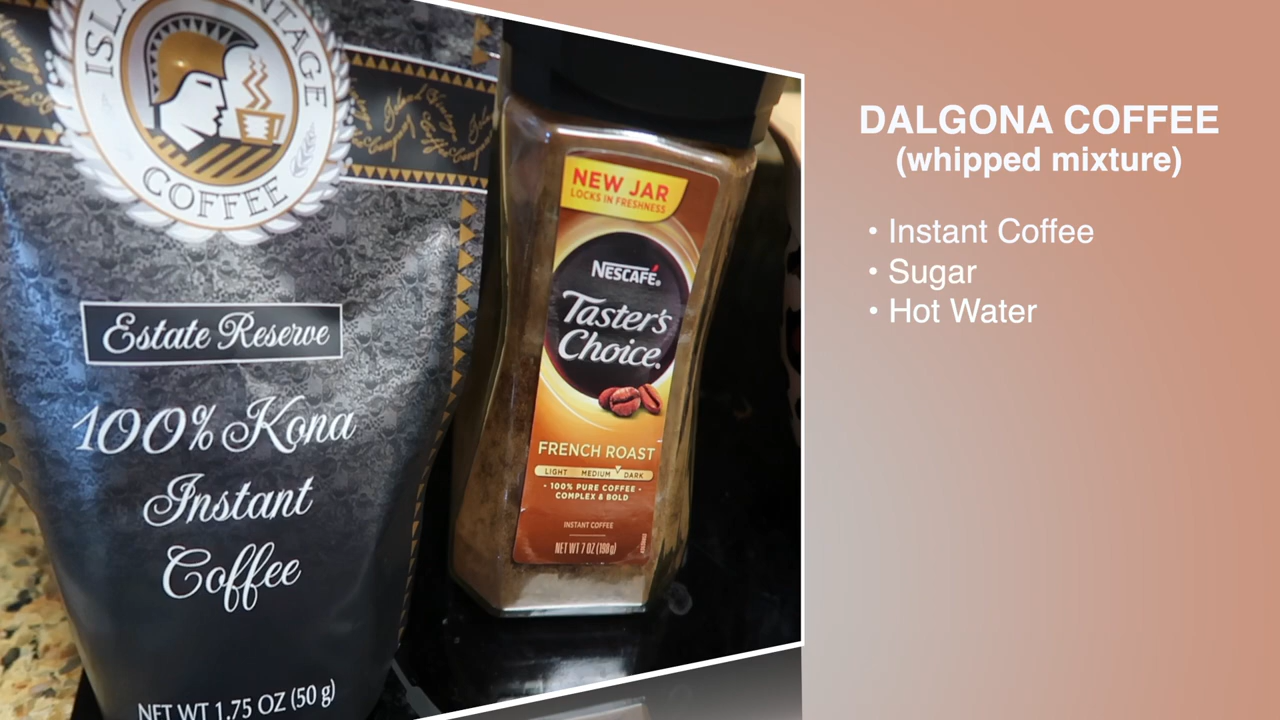 ISLAND VINTAGE
COFFEE
Estate Reserve
100% Kona
Instant
Coffee
NET WT 1.75 OZ (50 g)
NEW JAR
LOCKS IN FRESHNESS
NESCAFÉ®
Taster's
Choice®
FRENCH ROAST
LIGHT MEDIUM DARK
• 100% PURE COFFEE •
COMPLEX & BOLD
INSTANT COFFEE
NET WT 7 OZ (198g)
DALGONA COFFEE
(whipped mixture)
• Instant Coffee
• Sugar
• Hot Water